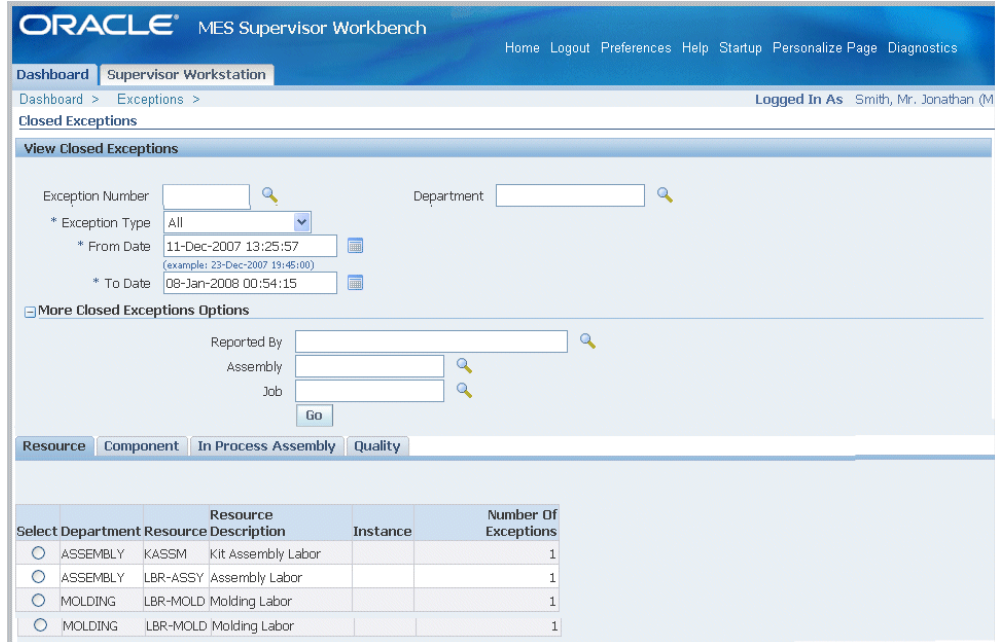 ORACLE® MES Supervisor Workbench
Home Logout Preferences Help Startup Personalize Page Diagnostics
Dashboard Supervisor Workstation
Dashboard > Exceptions > Logged In As Smith, Mr. Jonathan (M
Closed Exceptions
View Closed Exceptions
Exception Number Department
* Exception Type All
* From Date 11-Dec-2007 13:25:57
(example: 23-Dec-2007 19:45:00)
* To Date 08-Jan-2008 00:54:15
More Closed Exceptions Options
Reported By
Assembly
Job
Go
Resource Component In Process Assembly Quality
Resource Number Of
Select Department Resource Description Instance Exceptions
ASSEMBLY KASSM Kit Assembly Labor 1
ASSEMBLY LBR-ASSY Assembly Labor 1
MOLDING LBR-MOLD Molding Labor 1
MOLDING LBR-MOLD Molding Labor 1